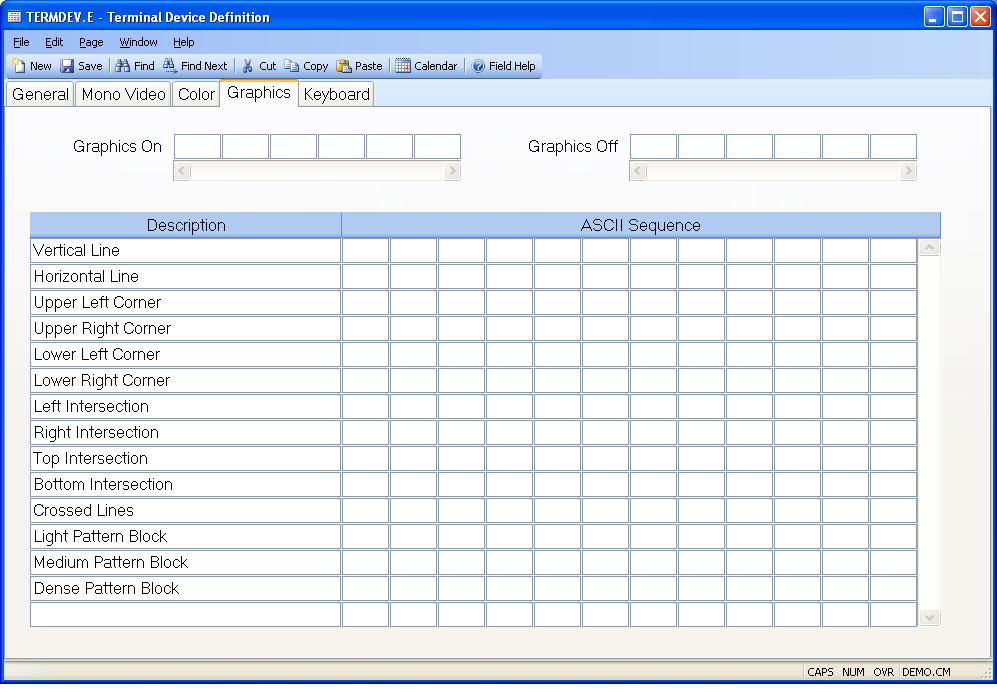 TERMDEV.E - Terminal Device Definition
File Edit Page Window Help
New Save Find Find Next Cut Copy Paste Calendar Field Help
General Mono Video Color Graphics Keyboard
Graphics On Graphics Off
Description ASCII Sequence
Vertical Line
Horizontal Line
Upper Left Corner
Upper Right Corner
Lower Left Corner
Lower Right Corner
Left Intersection
Right Intersection
Top Intersection
Bottom Intersection
Crossed Lines
Light Pattern Block
Medium Pattern Block
Dense Pattern Block
CAPS NUM OVR DEMO.CM